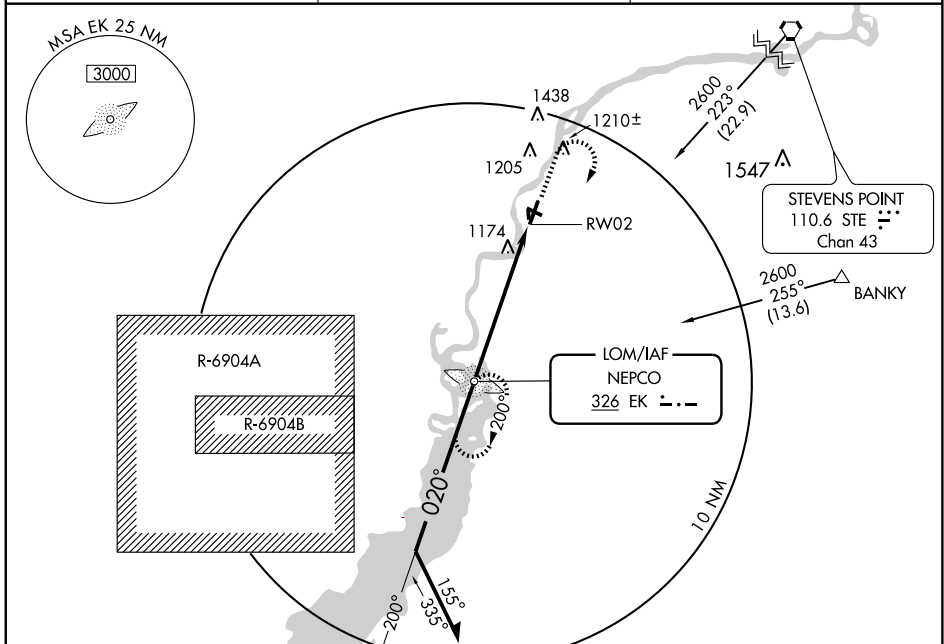 MSA EK 25 NM
3000
1438
1210±
1205
2600
223°
(22.9)
1547
STEVENS POINT
110.6 STE
Chan 43
RW02
1174
2600
255°
(13.6)
BANKY
R-6904A
R-6904B
LOM/IAF
NEPCO
326 EK
200°
020°
10 NM
155°
335°
200°